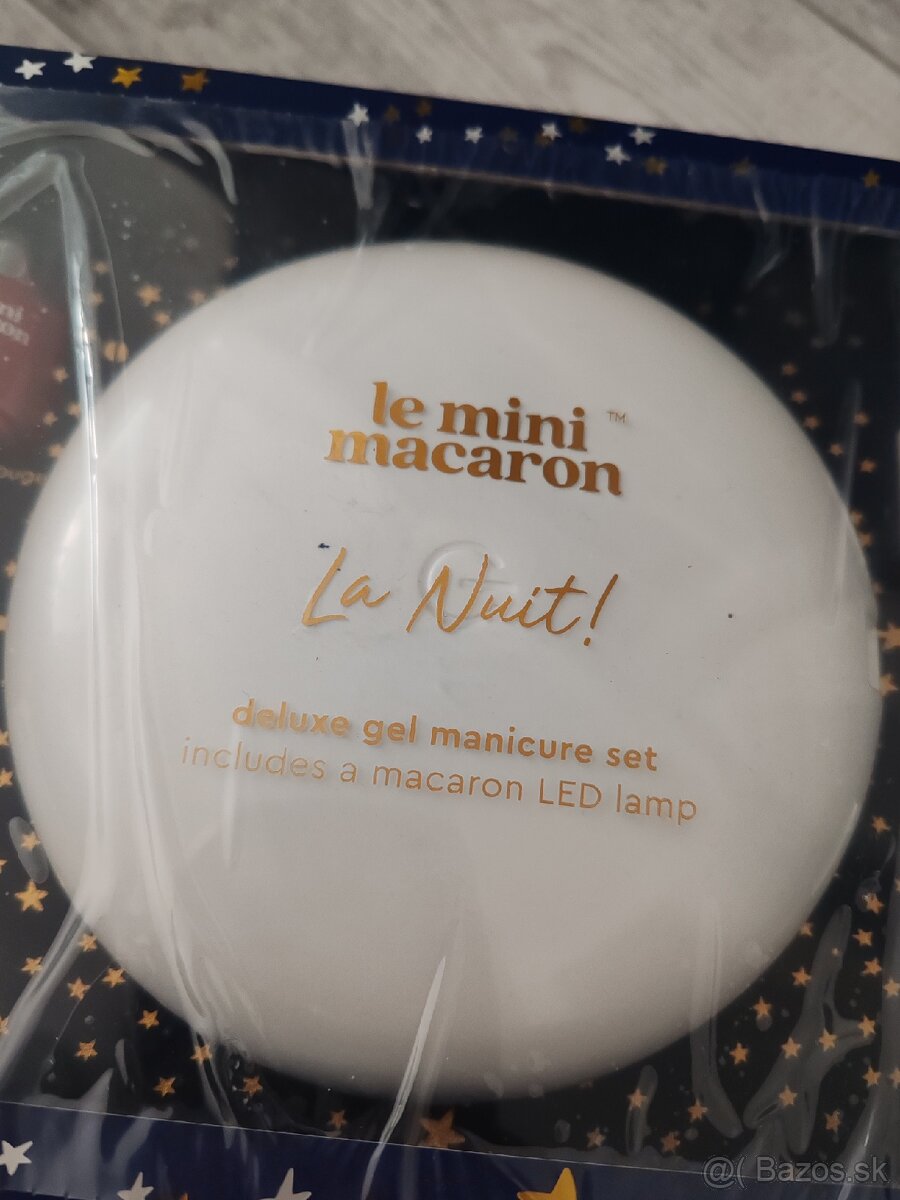 le mini ™
macaron
La Nuit!
deluxe gel manicure set
includes a macaron LED lamp
@( Bazos.sk